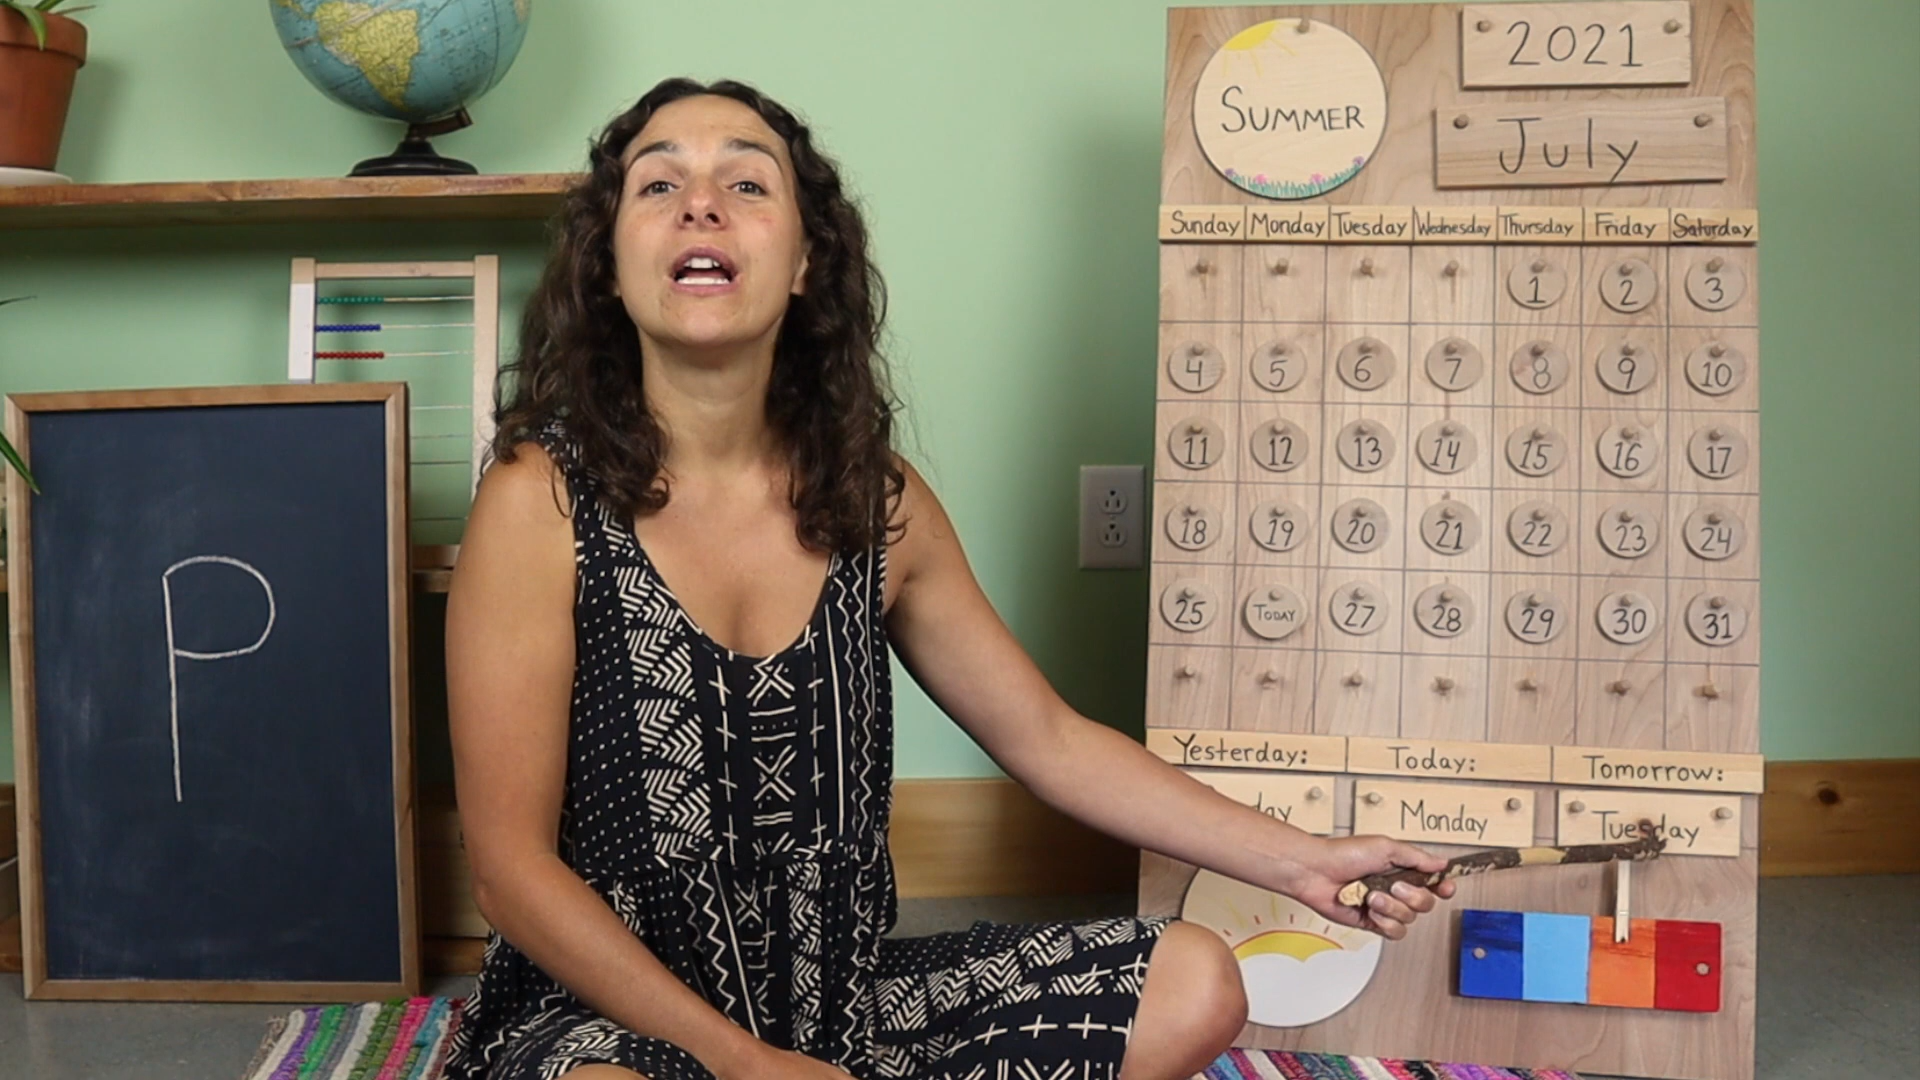 P
2021
SUMMER
July
Sunday Monday Tuesday Wednesday Thursday Friday Saturday
1 2 3
4 5 6 7 8 9 10
11 12 13 14 15 16 17
18 19 20 21 22 23 24
25 TODAY 27 28 29 30 31
Yesterday: Today: Tomorrow:
day Monday Tuesday